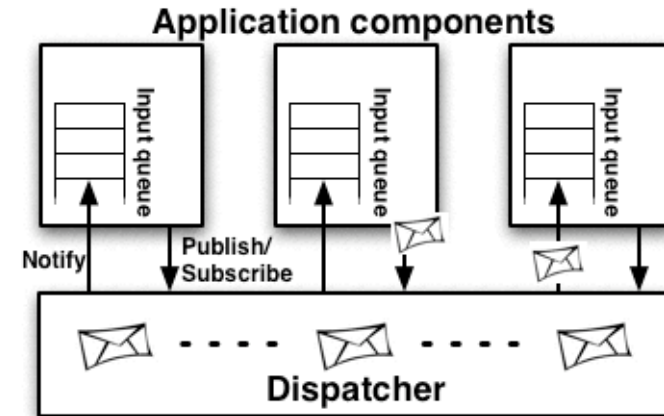 Application components
Input queue
Input queue
Input queue
Notify
Publish/
Subscribe
Dispatcher